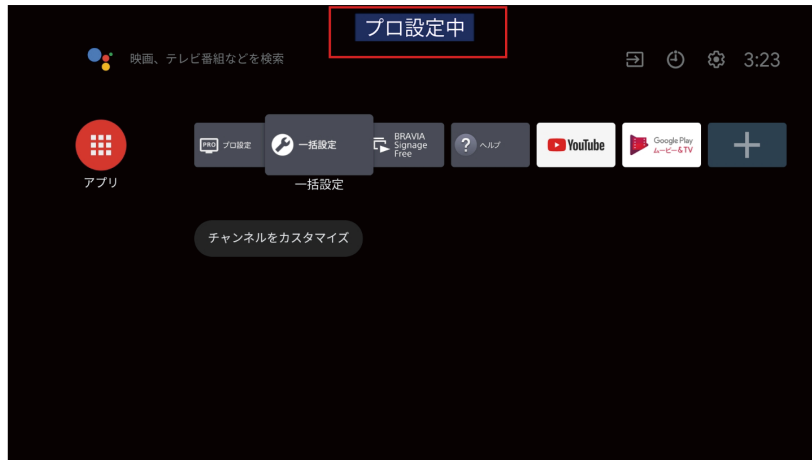 プロ設定中
映画、テレビ番組などを検索
3:23
アプリ
PRO プロ設定
一括設定
BRAVIA
Signage
Free
? ヘルプ
YouTube
Google Play
ムービー&TV
一括設定
チャンネルをカスタマイズ